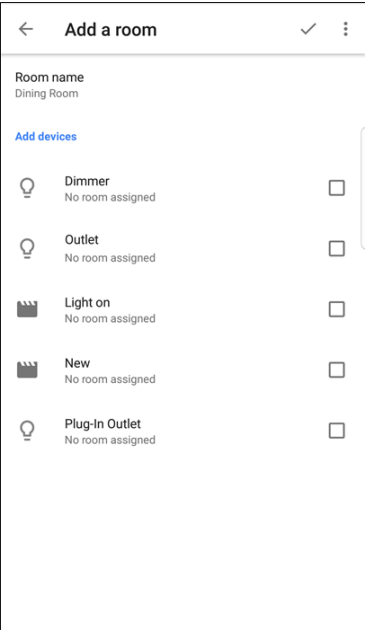 Add a room
Room name
Dining Room
Add devices
Dimmer
No room assigned
Outlet
No room assigned
Light on
No room assigned
New
No room assigned
Plug-In Outlet
No room assigned